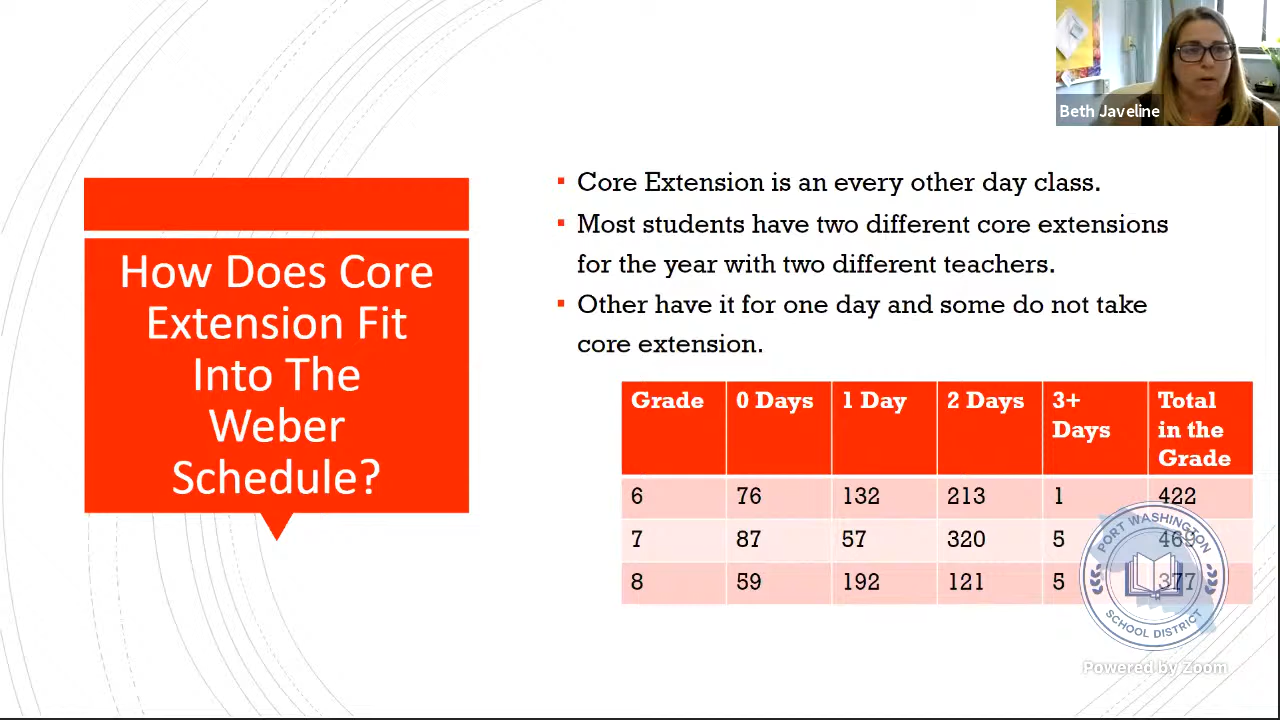 Beth Javeline
How Does Core
Extension Fit
Into The
Weber
Schedule?
Core Extension is an every other day class.
Most students have two different core extensions
for the year with two different teachers.
Other have it for one day and some do not take
core extension.
Grade 0 Days 1 Day 2 Days 3+ Days Total in the Grade
6 76 132 213 1 422
7 87 57 320 5 469
8 59 192 121 5 377
PORT WASHINGTON
SCHOOL DISTRICT
Powered by Zoom